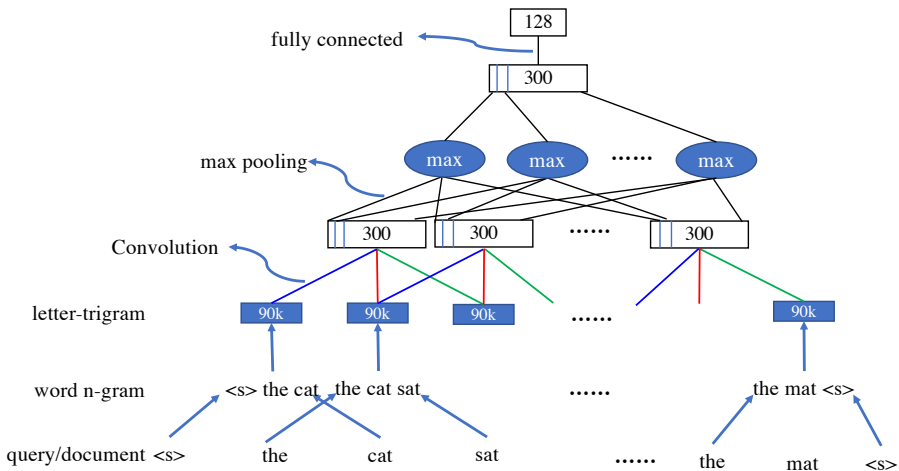 128
fully connected
300
max max ...... max
max pooling
300 300 ...... 300
Convolution
letter-trigram 90k 90k 90k ...... 90k
word n-gram <s> the cat the cat sat ...... the mat <s>
query/document <s> the cat sat ...... the mat <s>